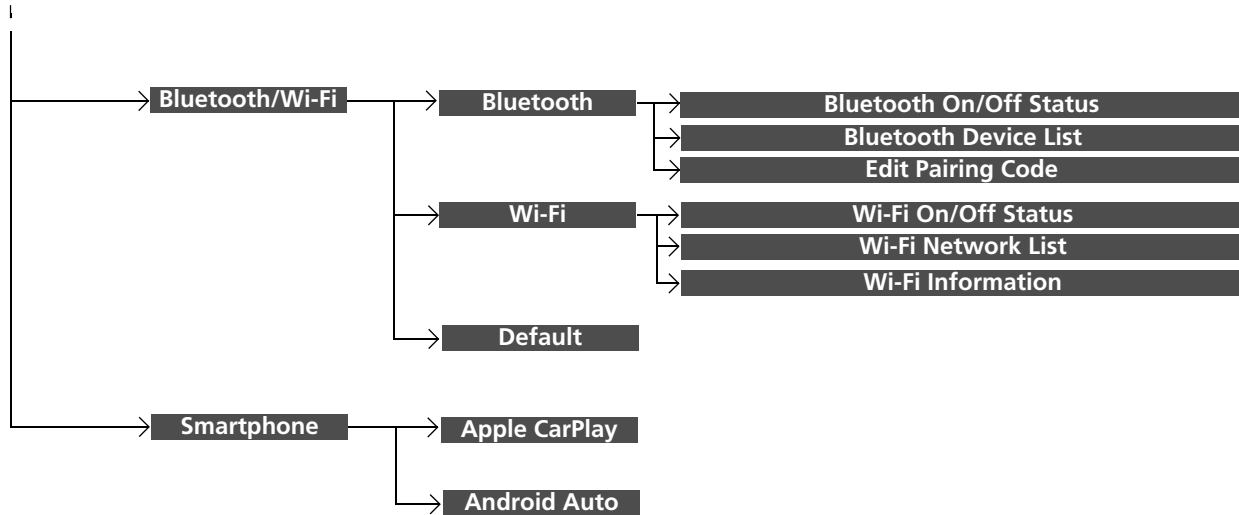 Bluetooth/Wi-Fi
Bluetooth
Bluetooth On/Off Status
Bluetooth Device List
Edit Pairing Code
Wi-Fi
Wi-Fi On/Off Status
Wi-Fi Network List
Wi-Fi Information
Default
Smartphone
Apple CarPlay
Android Auto